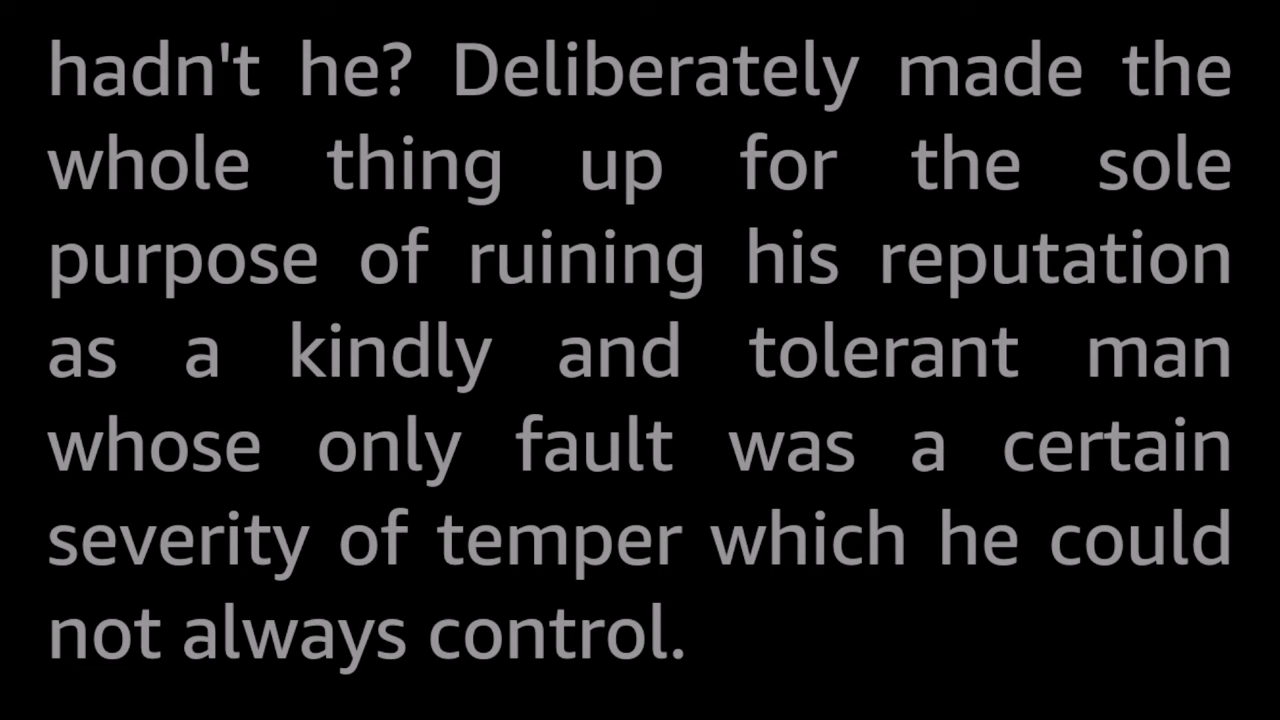 hadn't he? Deliberately made the
whole thing up for the sole
purpose of ruining his reputation
as a kindly and tolerant man
whose only fault was a certain
severity of temper which he could
not always control.